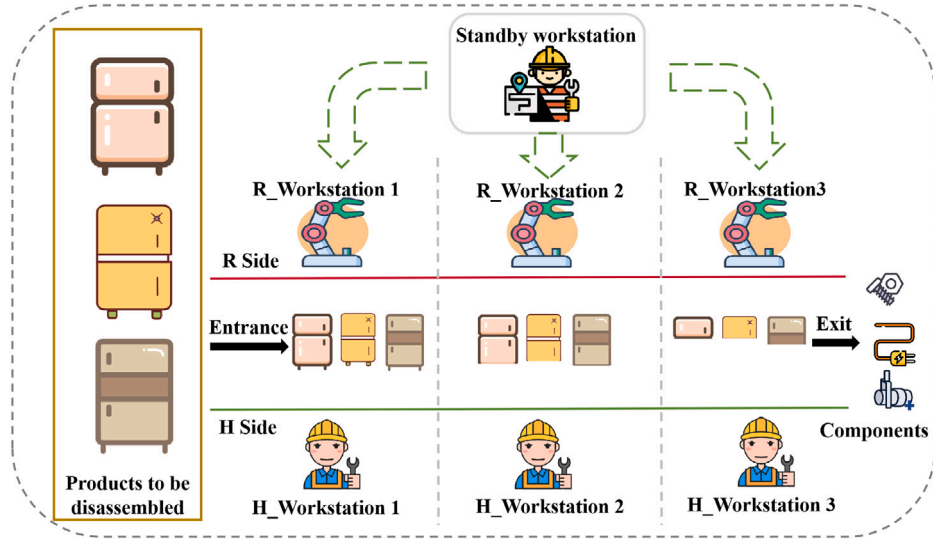 Standby workstation
R_Workstation 1
R_Workstation 2
R_Workstation3
R Side
Entrance
Exit
H Side
Components
Products to be
disassembled
H_Workstation 1
H_Workstation 2
H_Workstation 3